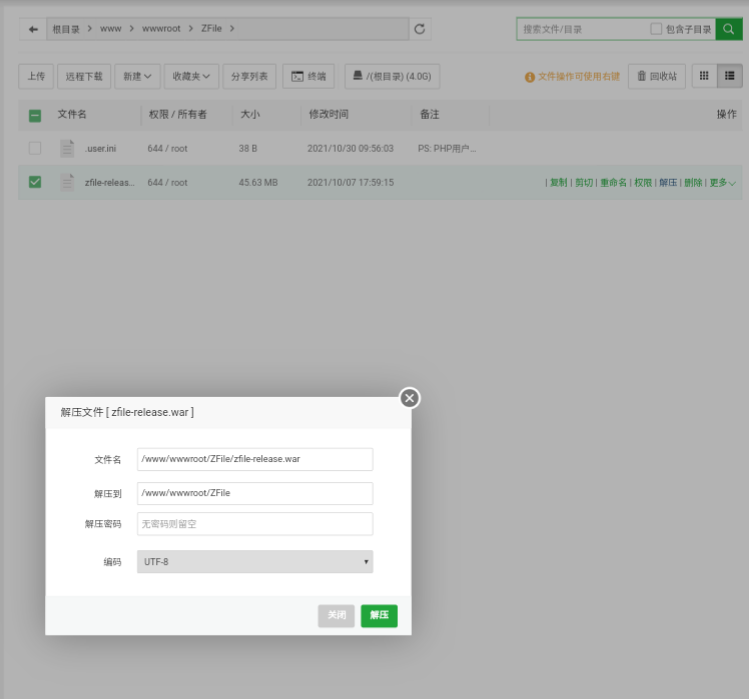 根目录 > www > wwwroot > ZFile >
搜索文件/目录 包含子目录
上传 远程下载 新建 收藏夹 分享列表 终端 /(根目录) (4.0G) 文件操作可使用右键 回收站
文件名 权限 / 所有者 大小 修改时间 备注 操作
.user.ini 644 / root 38 B 2021/10/30 09:56:03 PS: PHP用户...
zfile-releas... 644 / root 45.63 MB 2021/10/07 17:59:15 | 复制 | 剪切 | 重命名 | 权限 | 解压 | 删除 | 更多
解压文件 [ zfile-release.war ]
文件名 /www/wwwroot/ZFile/zfile-release.war
解压到 /www/wwwroot/ZFile
解压密码 无密码则留空
编码 UTF-8
关闭 解压